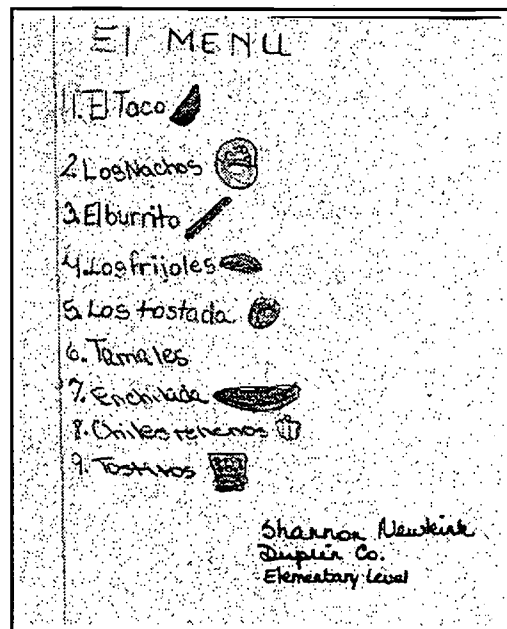 El MENU
1. El Taco
2. Los Nachos
3. El burrito
4. Los frijoles
5. Los tostada
6. Tamales
7. Enchilada
8. Chiles rellenos
9. Tostitos
Shannon Newkirk
Duplin Co.
Elementary Level